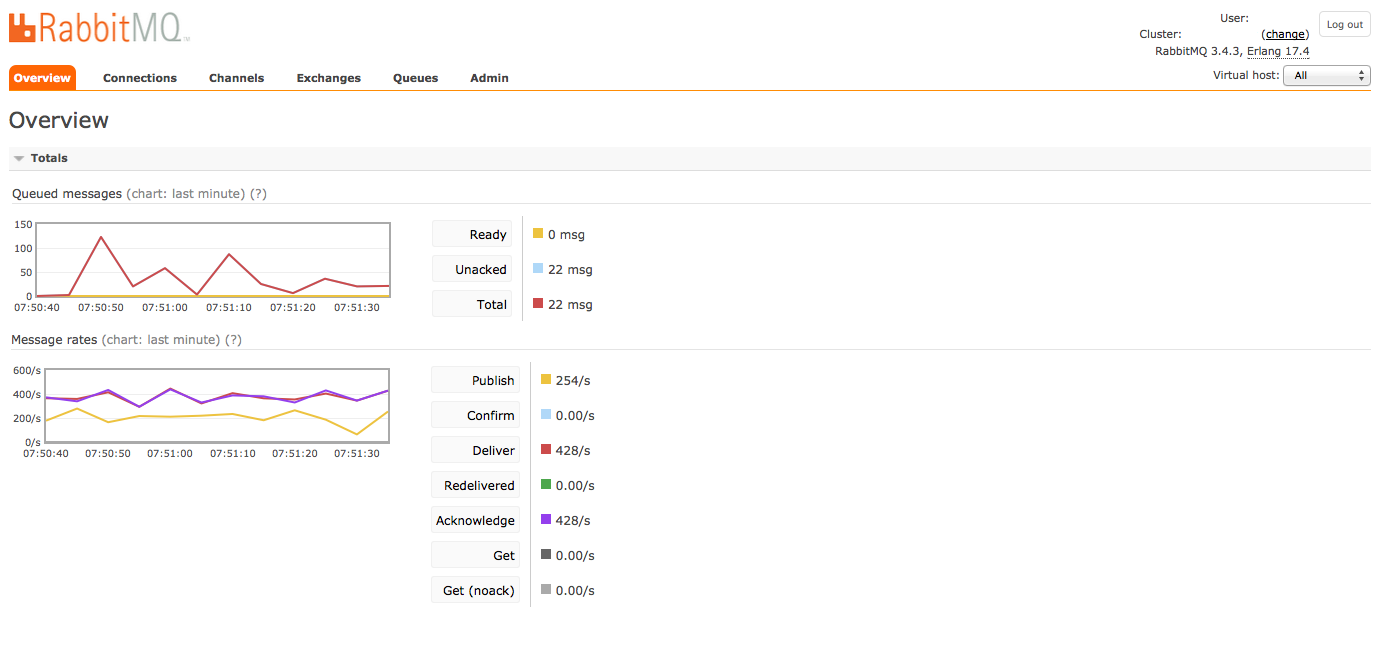 RabbitMQ™
User:
Log out
Cluster: (change)
RabbitMQ 3.4.3, Erlang 17.4
Overview Connections Channels Exchanges Queues Admin
Virtual host: All
Overview
Totals
Queued messages (chart: last minute) (?)
150
100
50
0
07:50:40 07:50:50 07:51:00 07:51:10 07:51:20 07:51:30
Ready 0 msg
Unacked 22 msg
Total 22 msg
Message rates (chart: last minute) (?)
600/s
400/s
200/s
0/s
07:50:40 07:50:50 07:51:00 07:51:10 07:51:20 07:51:30
Publish 254/s
Confirm 0.00/s
Deliver 428/s
Redelivered 0.00/s
Acknowledge 428/s
Get 0.00/s
Get (noack) 0.00/s